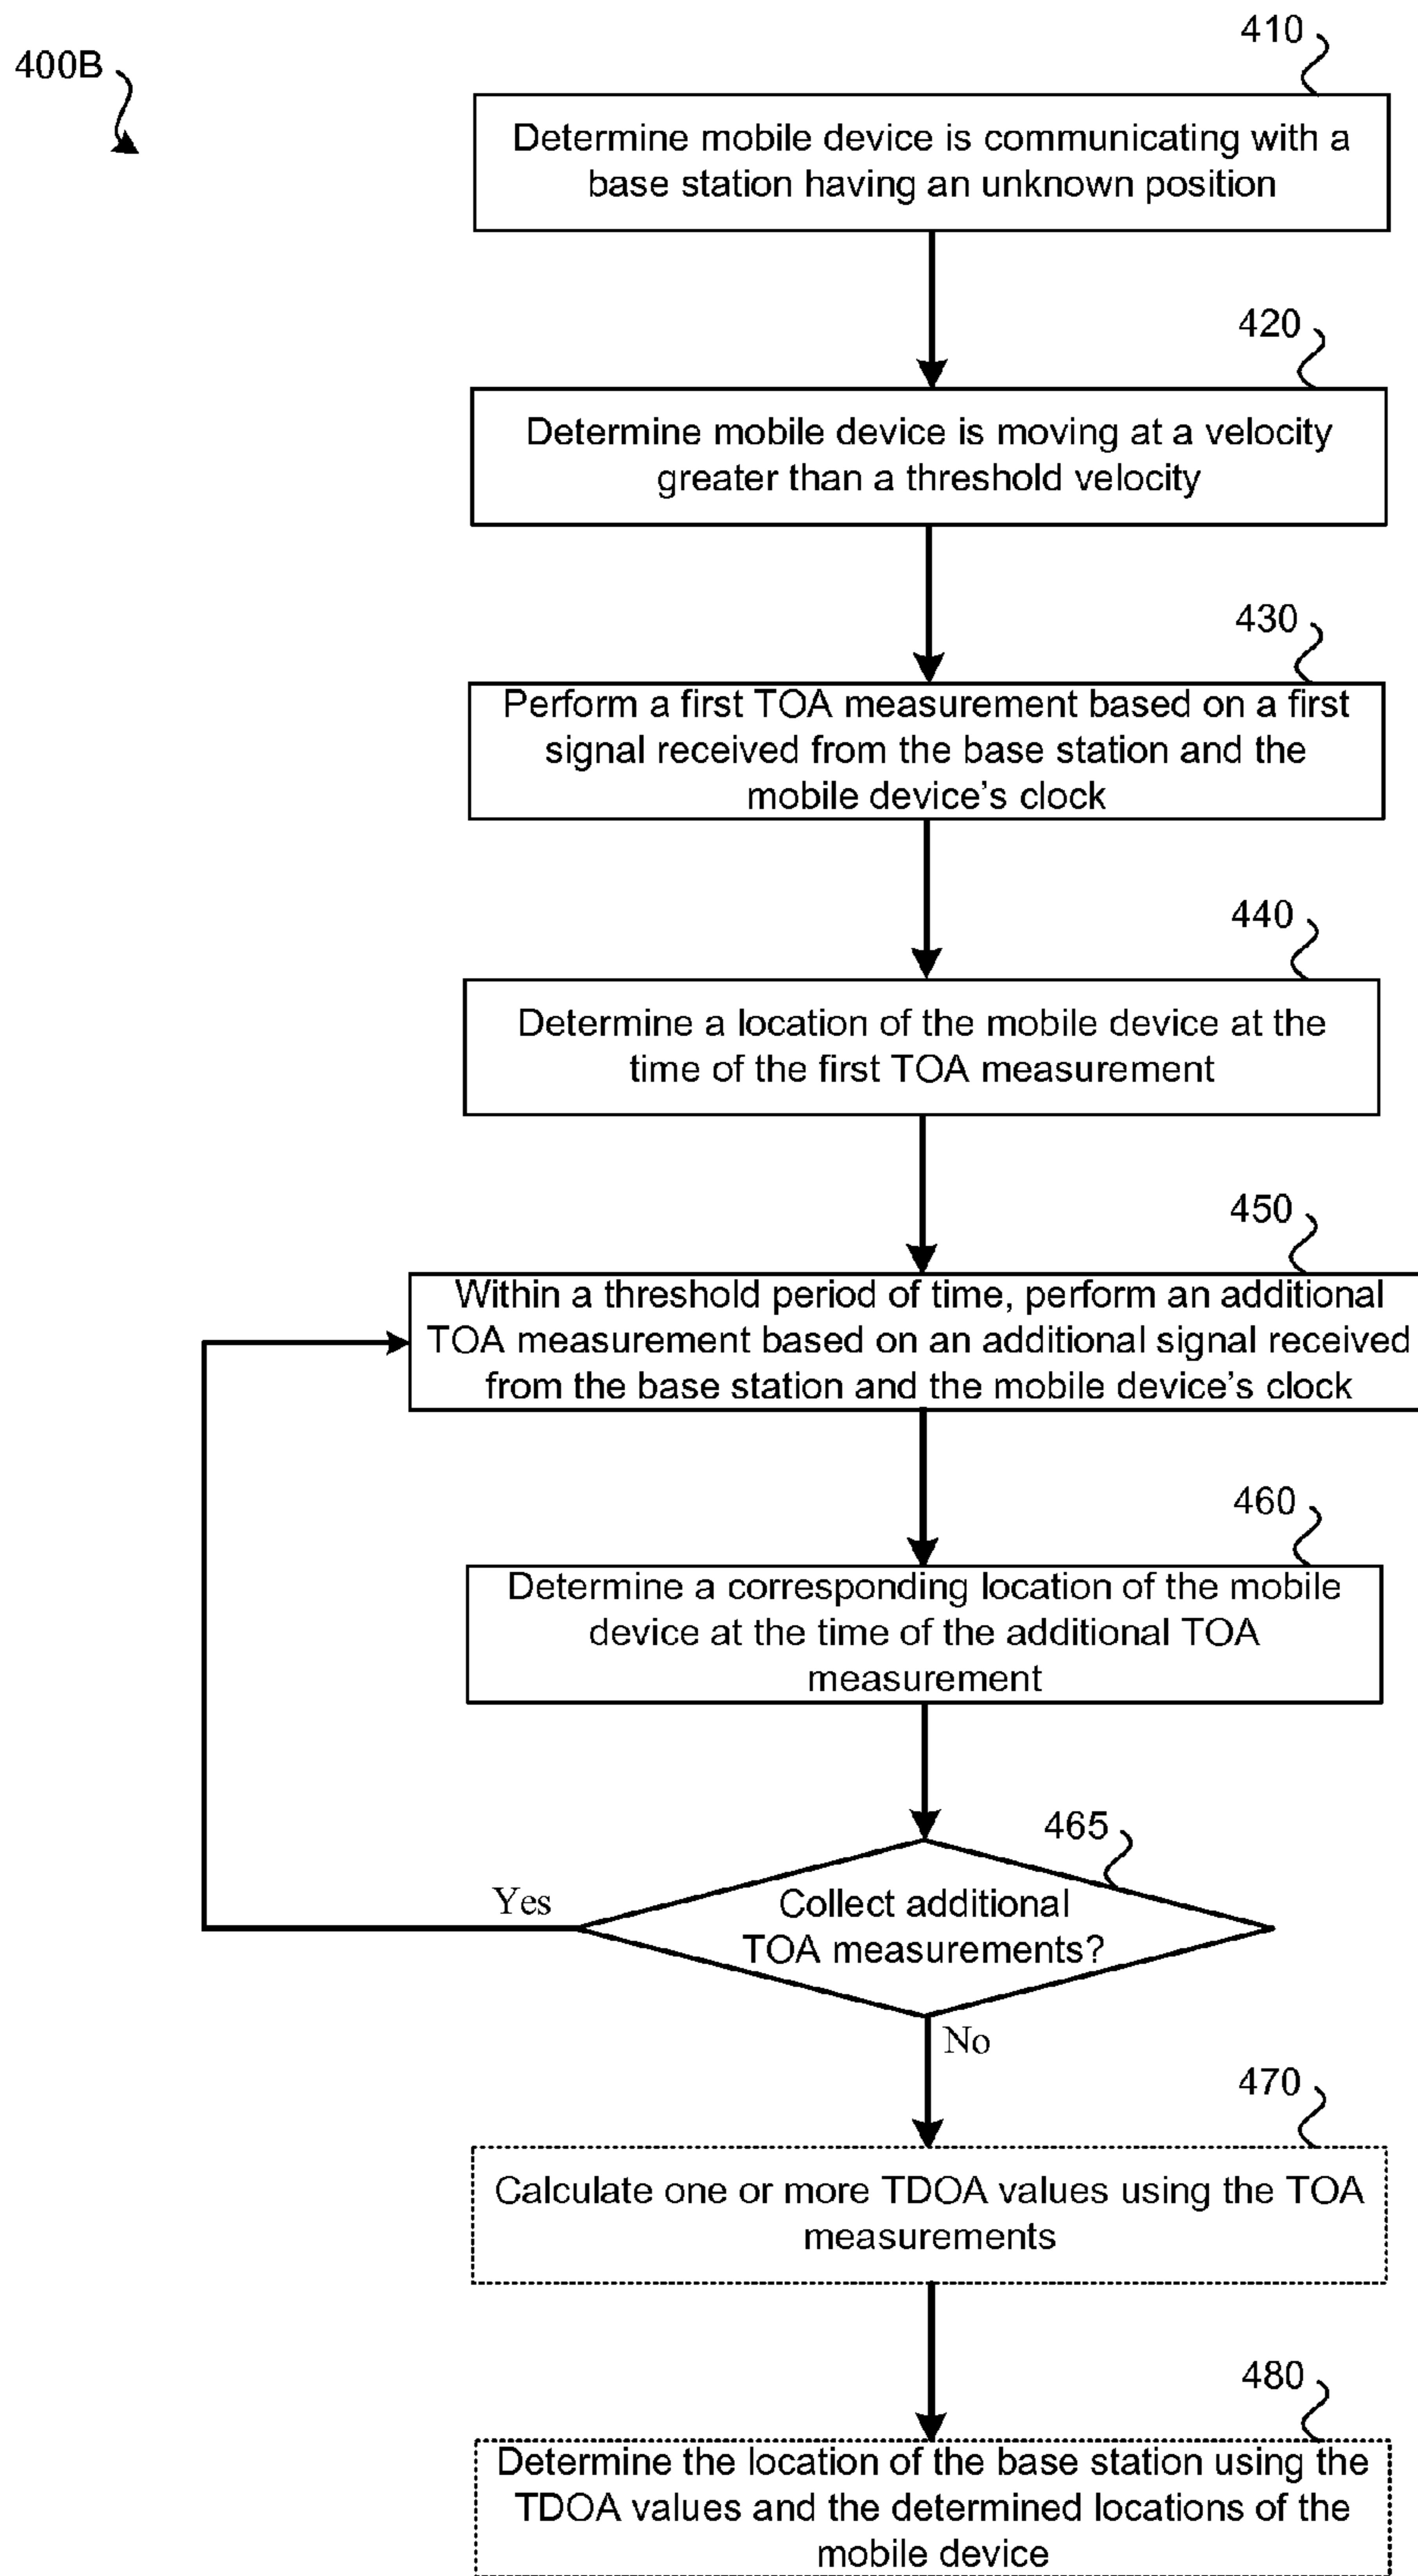 400B
410
Determine mobile device is communicating with a
base station having an unknown position
420
Determine mobile device is moving at a velocity
greater than a threshold velocity
430
Perform a first TOA measurement based on a first
signal received from the base station and the
mobile device’s clock
440
Determine a location of the mobile device at the
time of the first TOA measurement
450
Within a threshold period of time, perform an additional
TOA measurement based on an additional signal received
from the base station and the mobile device’s clock
460
Determine a corresponding location of the mobile
device at the time of the additional TOA
measurement
465
Collect additional
TOA measurements?
Yes
No
470
Calculate one or more TDOA values using the TOA
measurements
480
Determine the location of the base station using the
TDOA values and the determined locations of the
mobile device